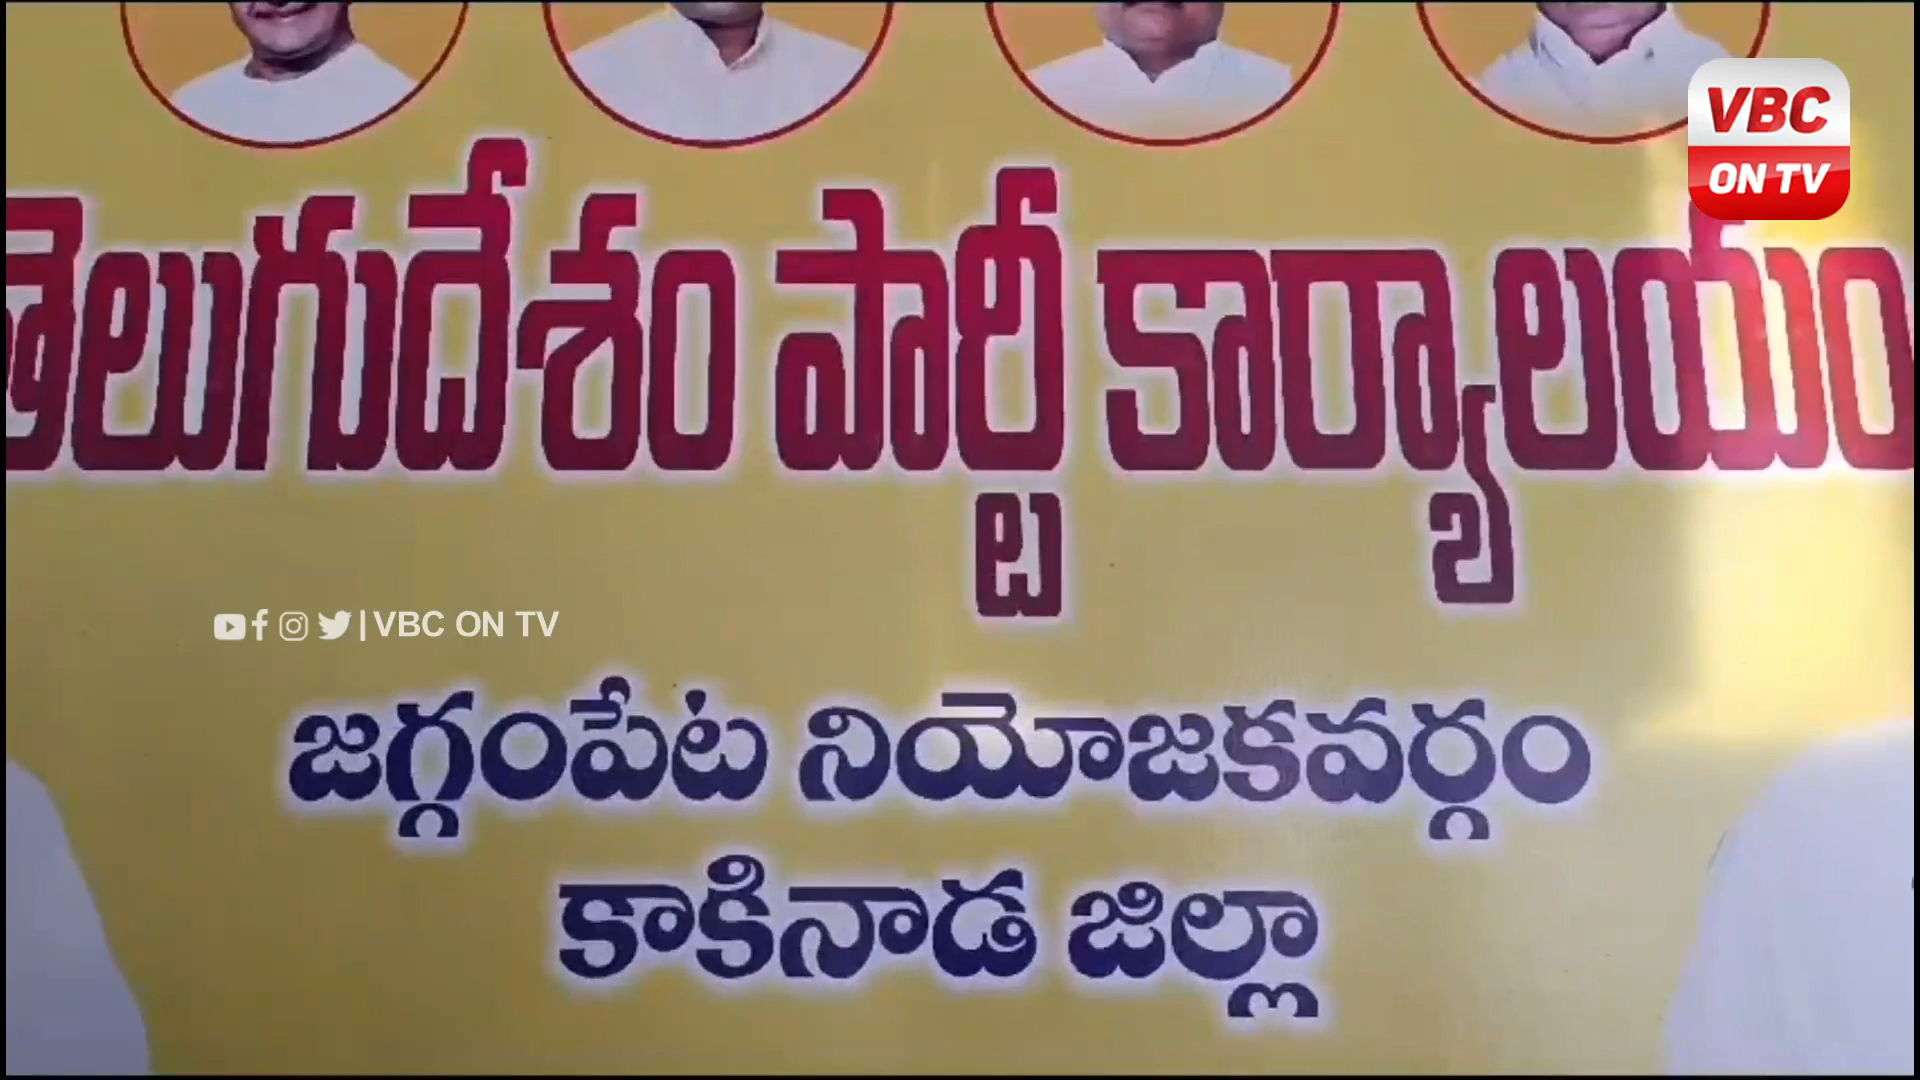 VBC
ON TV
తెలుగుదేశం పార్టీ కార్యాలయం
| VBC ON TV
జగ్గంపేట నియోజకవర్గం
కాకినాడ జిల్లా